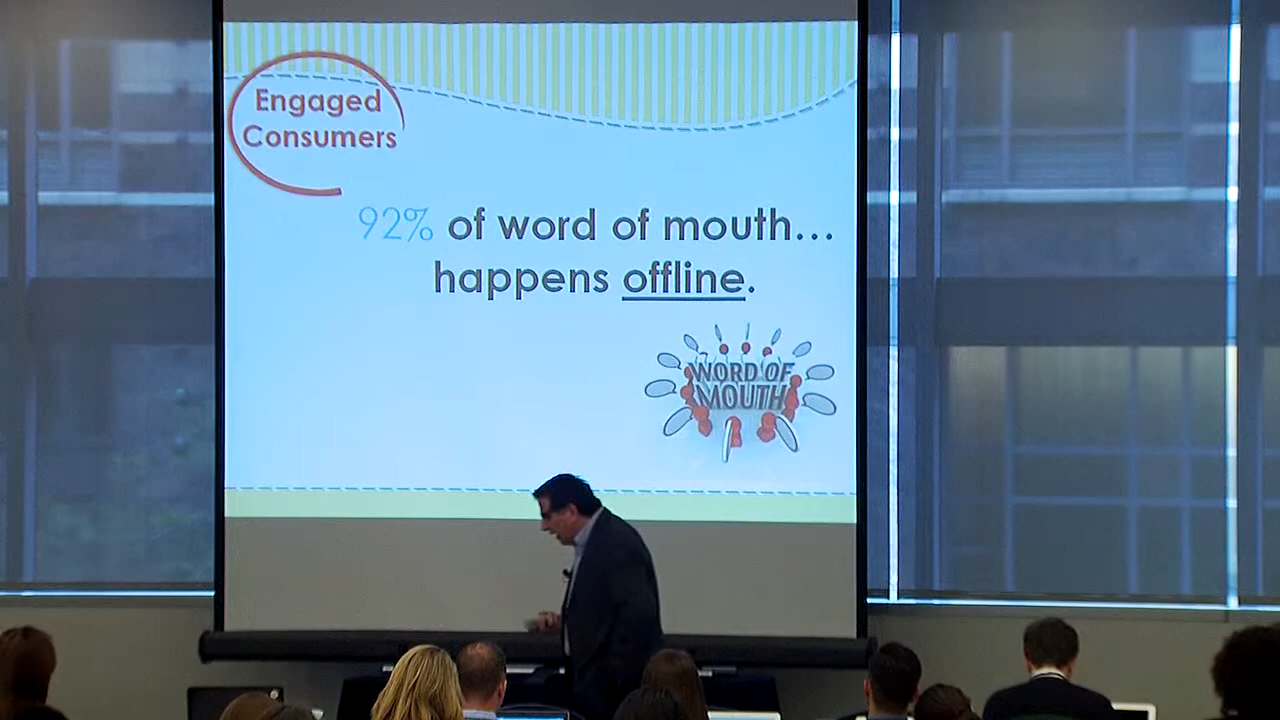 Engaged
Consumers
92% of word of mouth...
happens offline.
WORD OF
MOUTH